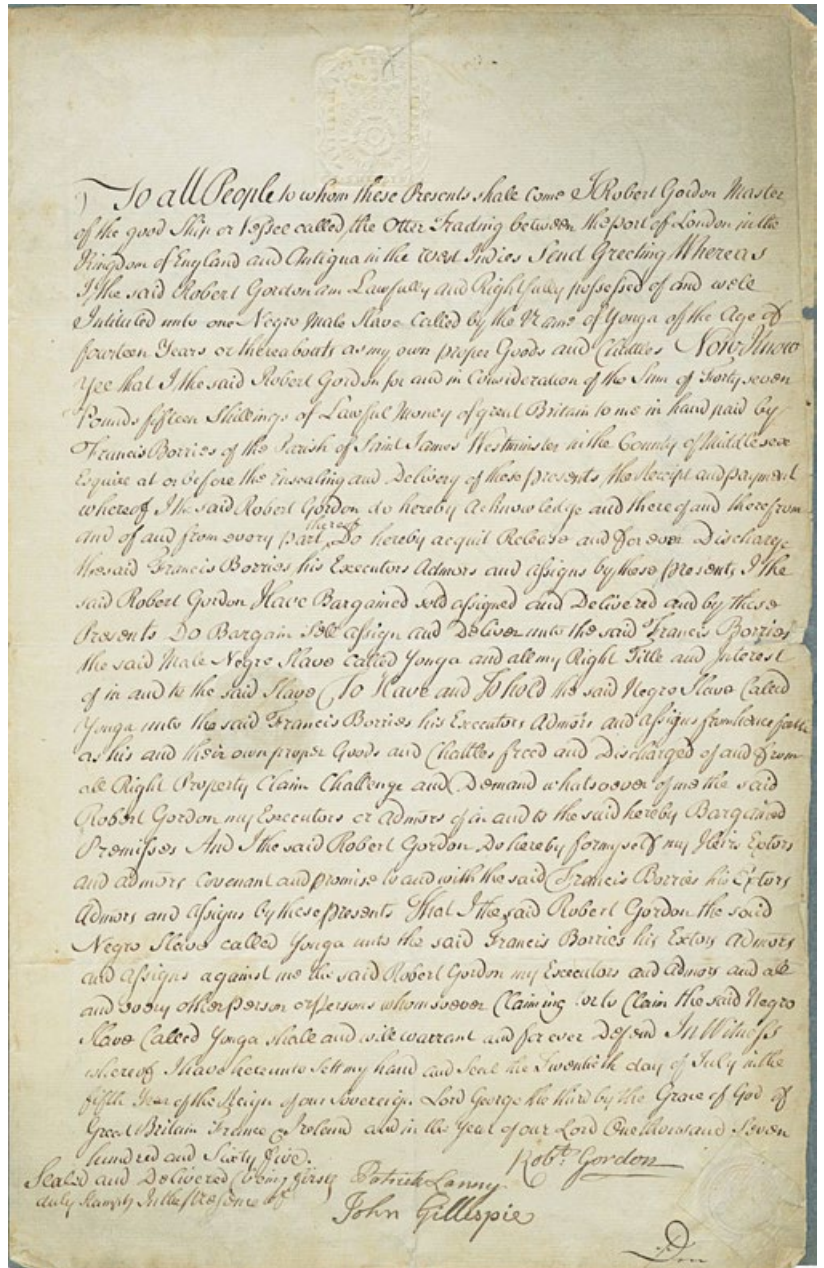 To all People to whom these Presents shall come I Robert Gordon Master
of the good Ship or Vessel called, the Otter Trading between the Port of London in the
Kingdom of England and Antigua in the West Indies Send Greeting Whereas
I, the said Robert Gordon am Lawfully and Rightfully possessed of and well
Intituled unto one Negro Male Slave Called by the Name of Yonga of the Age of
fourteen Years or thereabouts as my own proper Goods and Chattles Now Know
Yee that I the said Robert Gordon for and in Consideration of the Sum of Forty seven
Pounds fifteen Shillings of Lawful Money of great Britain to me in hand paid by
Francis Borries of the Parish of Saint James Westminster in the County of Middlesex
Esquire at or before the Ensealing and Delivery of these presents, the Receipt and payment
whereof I the said Robert Gordon do hereby Acknowledge and thereof and therefrom
and of and from every part thereof Do hereby acquit Release and for ever Discharge
the said Francis Borries his Executors Admors and assigns by these presents I the
said Robert Gordon Have Bargained sold assigned and Delivered and by these
Presents Do Bargain Sell assign and Deliver unto the said Francis Borries
the said Male Negro Slave called Yonga and all my Right Title and Interest
of in and to the said Slave To Have and To hold the said Negro Slave Called
Yonga unto the said Francis Borries his Executors Admors and assigns from henceforth
as his and their own proper Goods and Chattles freed and Discharged of and from
all Right Property Claim Challenge and Demand whatsoever of me the said
Robert Gordon my Executors or admors of in and to the said hereby Bargained
Premisses And I the said Robert Gordon Do hereby for myself my Heirs Extors
and admors covenant and promise to and with the said Francis Borries his Extors
Admors and assigns by these presents That I the said Robert Gordon the said
Negro Slave called Yonga unto the said Francis Borries his Extors Admors
and assigns against me the said Robert Gordon my Executors and Admors and all
and every other person or persons whomsoever Claiming or to Claim the said Negro
Slave Called Yonga shall and will warrant and for ever Defend In Witness
whereof I have hereunto sett my hand and Seal the Twentieth day of July in the
fifth Year of the Reign of our Sovereign Lord George the third by the Grace of God of
Great Britain France & Ireland and in the Year of our Lord One thousand Seven
hundred and Sixty five.
Robt. Gordon
Sealed and Delivered (being first
duly stampt In the Presence of
Patrick Lanny
John Gillespie